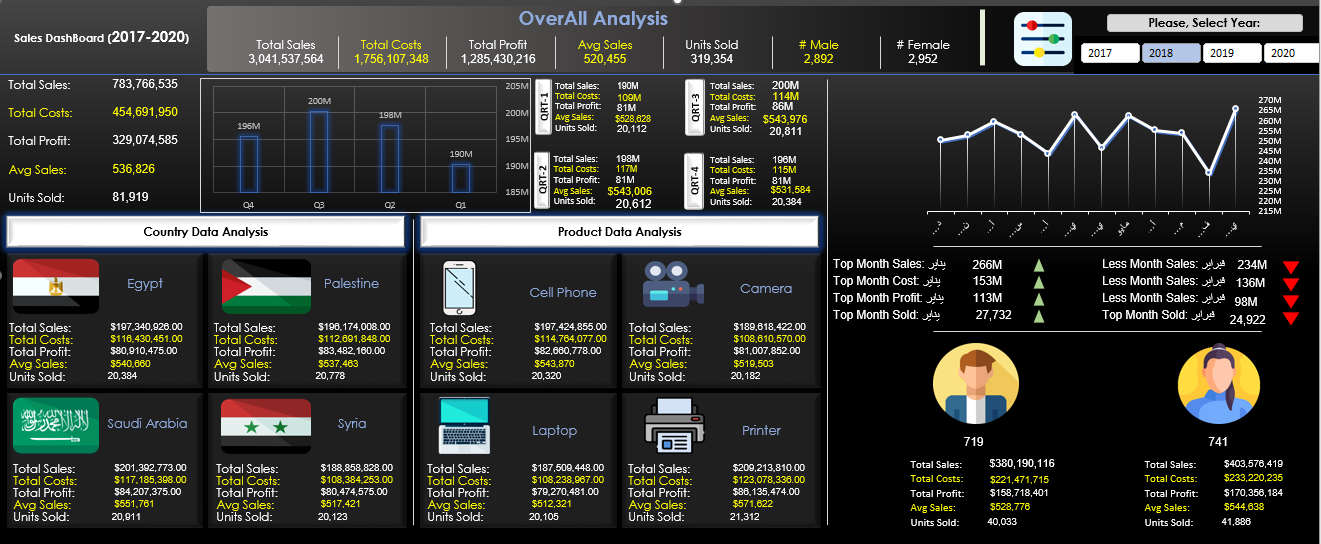 Sales DashBoard (2017-2020)
OverAll Analysis
Total Sales
3,041,537,564
Total Costs
1,756,107,348
Total Profit
1,285,430,216
Avg Sales
520,455
Units Sold
319,354
# Male
2,892
# Female
2,952
Please, Select Year:
2017 2018 2019 2020
Total Sales: 783,766,535
Total Costs: 454,691,950
Total Profit: 329,074,585
Avg Sales: 536,826
Units Sold: 81,919
205M
200M
195M
190M
185M
196M
200M
198M
190M
Q4 Q3 Q2 Q1
QRT-1
Total Sales: 190M
Total Costs: 109M
Total Profit: 81M
Avg Sales: $528,628
Units Sold: 20,112
QRT-3
Total Sales: 200M
Total Costs: 114M
Total Profit: 86M
Avg Sales: $543,976
Units Sold: 20,811
QRT-2
Total Sales: 198M
Total Costs: 117M
Total Profit: 81M
Avg Sales: $543,006
Units Sold: 20,612
QRT-4
Total Sales: 196M
Total Costs: 115M
Total Profit: 81M
Avg Sales: $531,584
Units Sold: 20,384
270M
265M
260M
255M
250M
245M
240M
235M
230M
225M
220M
215M
د...
ن...
أ...
س...
أ...
ي...
ي...
مايو
أ...
م...
ف...
ي...
Country Data Analysis
Egypt
Total Sales: $197,340,926.00
Total Costs: $116,430,451.00
Total Profit: $80,910,475.00
Avg Sales: $540,660
Units Sold: 20,384
Palestine
Total Sales: $196,174,008.00
Total Costs: $112,691,848.00
Total Profit: $83,482,160.00
Avg Sales: $537,463
Units Sold: 20,778
Saudi Arabia
Total Sales: $201,392,773.00
Total Costs: $117,185,398.00
Total Profit: $84,207,375.00
Avg Sales: $551,761
Units Sold: 20,911
Syria
Total Sales: $188,858,828.00
Total Costs: $108,384,253.00
Total Profit: $80,474,575.00
Avg Sales: $517,421
Units Sold: 20,123
Product Data Analysis
Cell Phone
Total Sales: $197,424,855.00
Total Costs: $114,764,077.00
Total Profit: $82,660,778.00
Avg Sales: $543,870
Units Sold: 20,320
Camera
Total Sales: $189,618,422.00
Total Costs: $108,610,570.00
Total Profit: $81,007,852.00
Avg Sales: $519,503
Units Sold: 20,182
Laptop
Total Sales: $187,509,448.00
Total Costs: $108,238,967.00
Total Profit: $79,270,481.00
Avg Sales: $512,321
Units Sold: 20,105
Printer
Total Sales: $209,213,810.00
Total Costs: $123,078,336.00
Total Profit: $86,135,474.00
Avg Sales: $571,622
Units Sold: 21,312
Top Month Sales: يناير 266M
Top Month Cost: يناير 153M
Top Month Profit: يناير 113M
Top Month Sold: يناير 27,732
Less Month Sales: فبراير 234M
Less Month Sales: فبراير 136M
Less Month Sales: فبراير 98M
Top Month Sold: فبراير 24,922
719
Total Sales: $380,190,116
Total Costs: $221,471,715
Total Profit: $158,718,401
Avg Sales: $528,776
Units Sold: 40,033
741
Total Sales: $403,576,419
Total Costs: $233,220,235
Total Profit: $170,356,184
Avg Sales: $544,638
Units Sold: 41,886